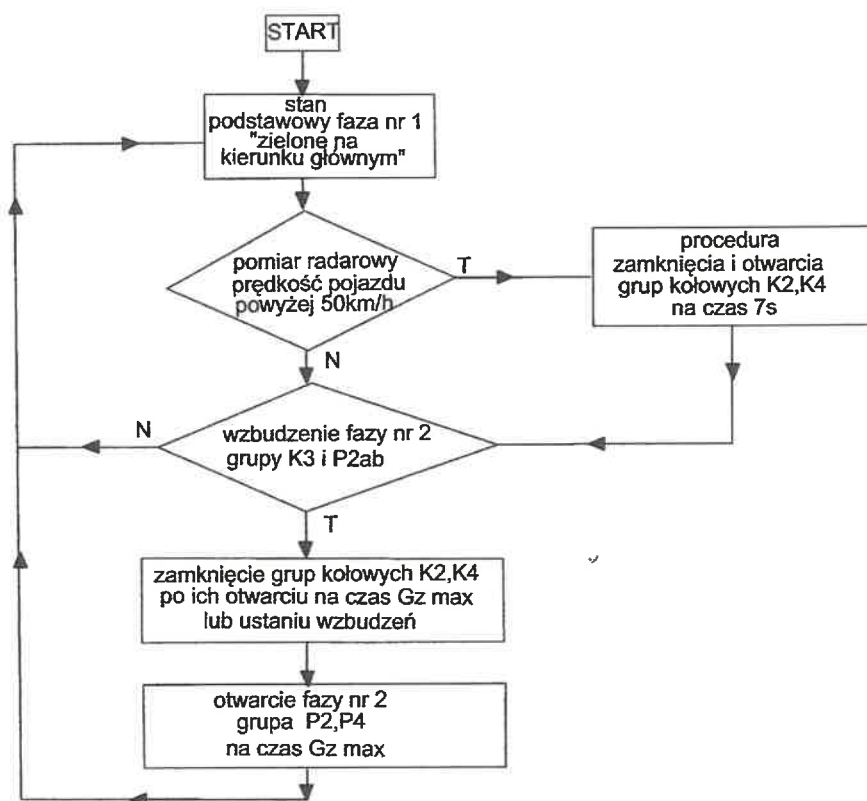 START
stan
podstawowy faza nr 1
"zielonę na
kierunku głównym"
pomiar radarowy
prędkość pojazdu
powyżej 50km/h
T
procedura
zamknięcia i otwarcia
grup kołowych K2,K4
na czas 7s
N
N
wzbudzenie fazy nr 2
grupy K3 i P2ab
T
zamknięcie grup kołowych K2,K4
po ich otwarciu na czas Gz max
lub ustaniu wzbudzeń
otwarcie fazy nr 2
grupa P2,P4
na czas Gz max